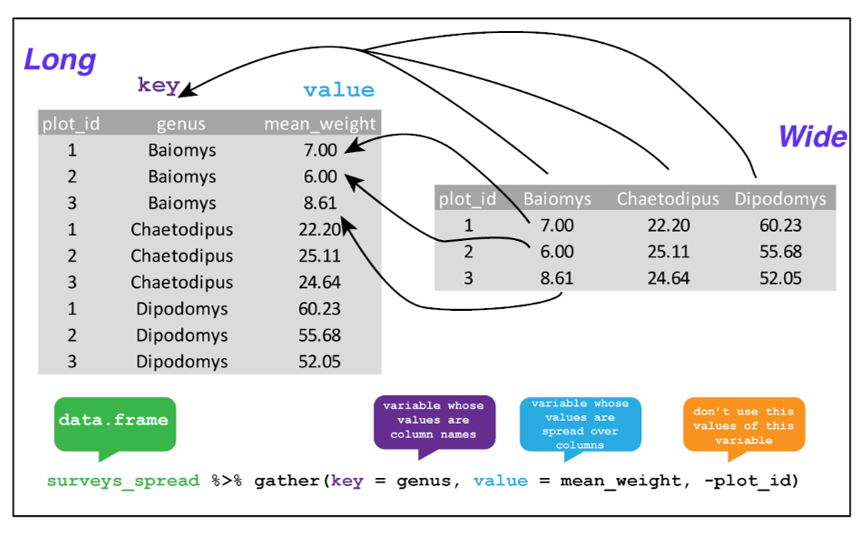 Long
key
value
plot_id genus mean_weight
1 Baiomys 7.00
2 Baiomys 6.00
3 Baiomys 8.61
1 Chaetodipus 22.20
2 Chaetodipus 25.11
3 Chaetodipus 24.64
1 Dipodomys 60.23
2 Dipodomys 55.68
3 Dipodomys 52.05
Wide
plot_id Baiomys Chaetodipus Dipodomys
1 7.00 22.20 60.23
2 6.00 25.11 55.68
3 8.61 24.64 52.05
data.frame
variable whose
values are
column names
variable whose
values are
spread over
columns
don't use this
values of this
variable
surveys_spread %>% gather(key = genus, value = mean_weight, -plot_id)